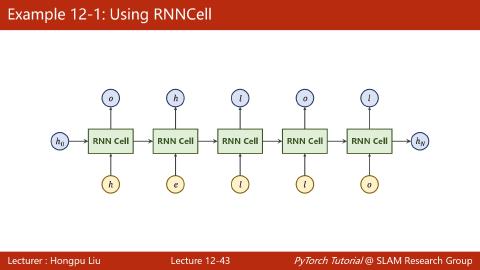 Example 12-1: Using RNNCell
o h l o l
h₀ RNN Cell RNN Cell RNN Cell RNN Cell RNN Cell h_N
h e l l o
Lecturer : Hongpu Liu Lecture 12-43 PyTorch Tutorial @ SLAM Research Group